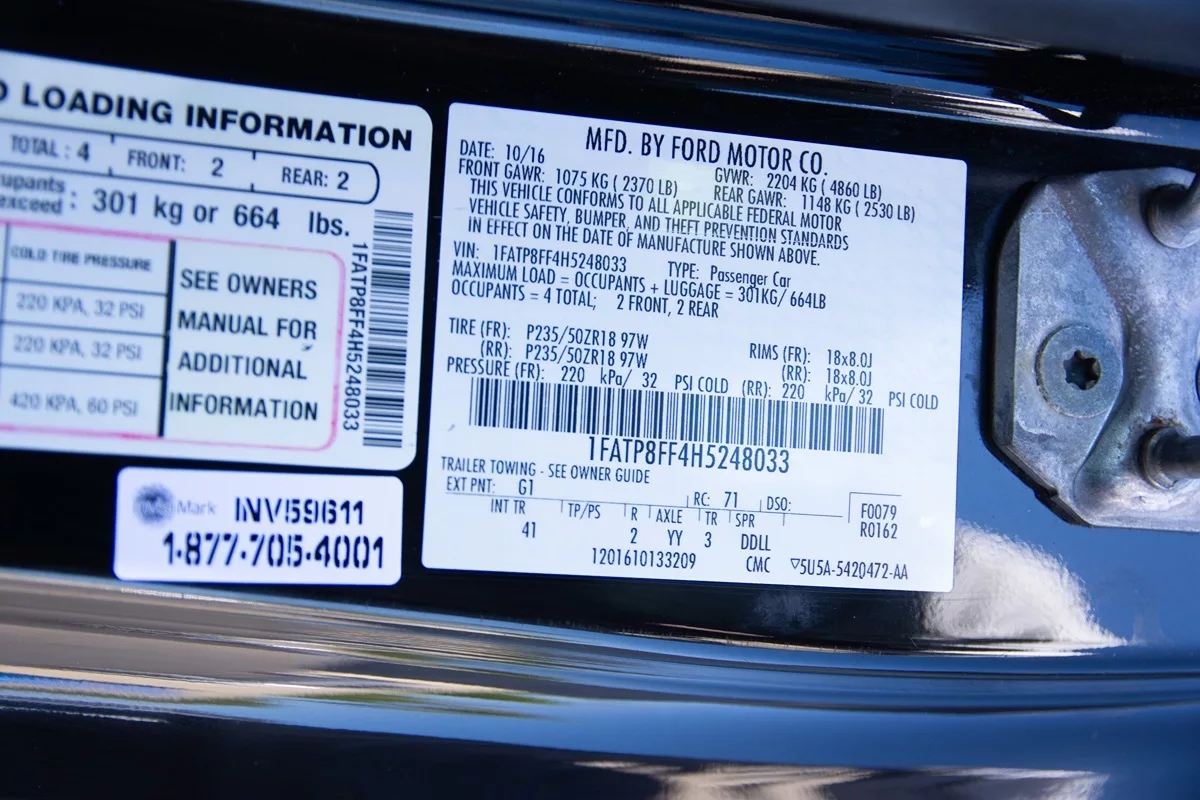 LOADING INFORMATION
TOTAL : 4 FRONT: 2 REAR: 2
upants
exceed : 301 kg or 664 lbs.
COLD TIRE PRESSURE
220 KPA, 32 PSI
220 KPA, 32 PSI
420 KPA, 60 PSI
SEE OWNERS
MANUAL FOR
ADDITIONAL
INFORMATION
1FATP8FF4H5248033
Mark INV59611
1-877-705-4001
MFD. BY FORD MOTOR CO.
DATE: 10/16 GVWR: 2204 KG ( 4860 LB)
FRONT GAWR: 1075 KG ( 2370 LB) REAR GAWR: 1148 KG ( 2530 LB)
THIS VEHICLE CONFORMS TO ALL APPLICABLE FEDERAL MOTOR
VEHICLE SAFETY, BUMPER, AND THEFT PREVENTION STANDARDS
IN EFFECT ON THE DATE OF MANUFACTURE SHOWN ABOVE.
VIN: 1FATP8FF4H5248033 TYPE: Passenger Car
MAXIMUM LOAD = OCCUPANTS + LUGGAGE = 301KG/ 664LB
OCCUPANTS = 4 TOTAL; 2 FRONT, 2 REAR
TIRE (FR): P235/50ZR18 97W RIMS (FR): 18x8.0J
(RR): P235/50ZR18 97W (RR): 18x8.0J
PRESSURE (FR): 220 kPa/ 32 PSI COLD (RR): 220 kPa/ 32 PSI COLD
1FATP8FF4H5248033
TRAILER TOWING - SEE OWNER GUIDE
EXT PNT: G1 RC: 71 DSO: F0079
INT TR TP/PS R AXLE TR SPR R0162
41 2 YY 3 DDLL
1201610133209 CMC ▽5U5A-5420472-AA